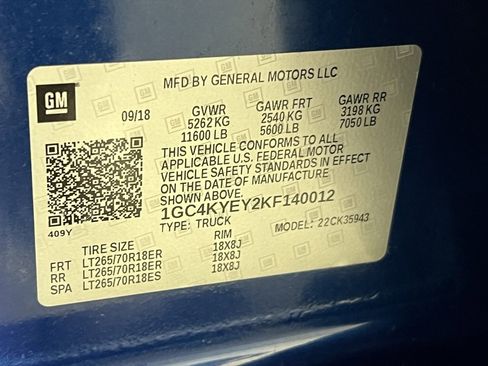 MFD BY GENERAL MOTORS LLC
GM
09/18 GVWR GAWR FRT GAWR RR
5262 KG 2540 KG 3198 KG
11600 LB 5600 LB 7050 LB
THIS VEHICLE CONFORMS TO ALL
APPLICABLE U.S. FEDERAL MOTOR
VEHICLE SAFETY STANDARDS IN EFFECT
ON THE DATE OF MANUFACTURE
SHOWN ABOVE.
1GC4KYEY2KF140012
409Y TYPE: TRUCK MODEL: 22CK35943
TIRE SIZE RIM
FRT LT265/70R18ER 18X8J
RR LT265/70R18ER 18X8J
SPA LT265/70R18ES 18X8J